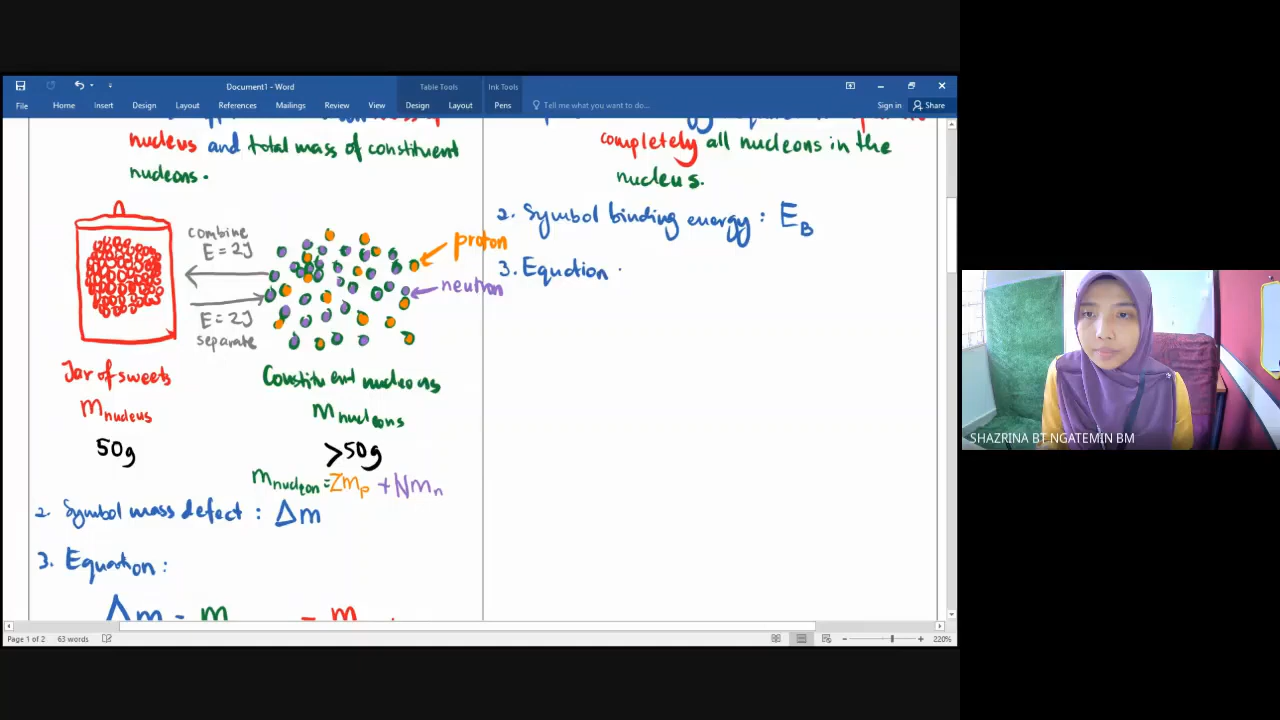 Document1 - Word
Table Tools
Ink Tools
File
Home
Insert
Design
Layout
References
Mailings
Review
View
Design
Layout
Pens
Tell me what you want to do...
Sign in
Share
nucleus and total mass of constituent
nucleons.
combine
E = 2J
E = 2J
separate
proton
neutron
Jar of sweets
Mnucleus
50g
Constituent nucleons
Mnucleons
>50g
mnucleon = Zmp + Nmn
2. Symbol mass defect : Δm
3. Equation :
Δm = m - m
completely all nucleons in the
nucleus.
2. Symbol binding energy : EB
3. Equation
Page 1 of 2
63 words
220%
SHAZRINA BT NGATEMIN BM